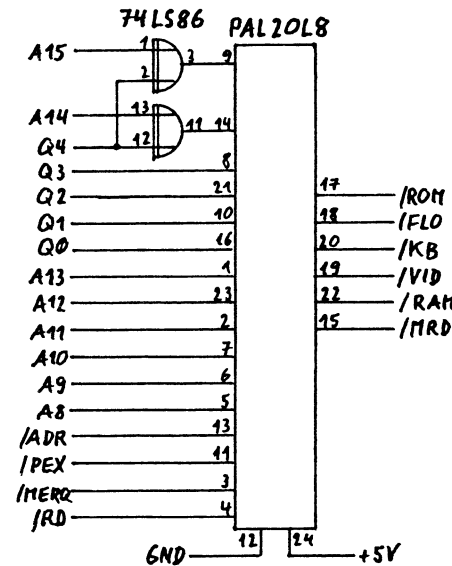 74LS86 PAL20L8
A15 1 3 9
2
A14 13 11 14
Q4 12
Q3 8
Q2 21 17 /ROM
Q1 10 18 /FLO
Q0 16 20 /KB
A13 1 19 /VID
A12 23 22 /RAM
A11 2 15 /MRD
A10 7
A9 6
A8 5
/ADR 13
/PEX 11
/MERQ 3
/RD 4
GND 12 24 +5V